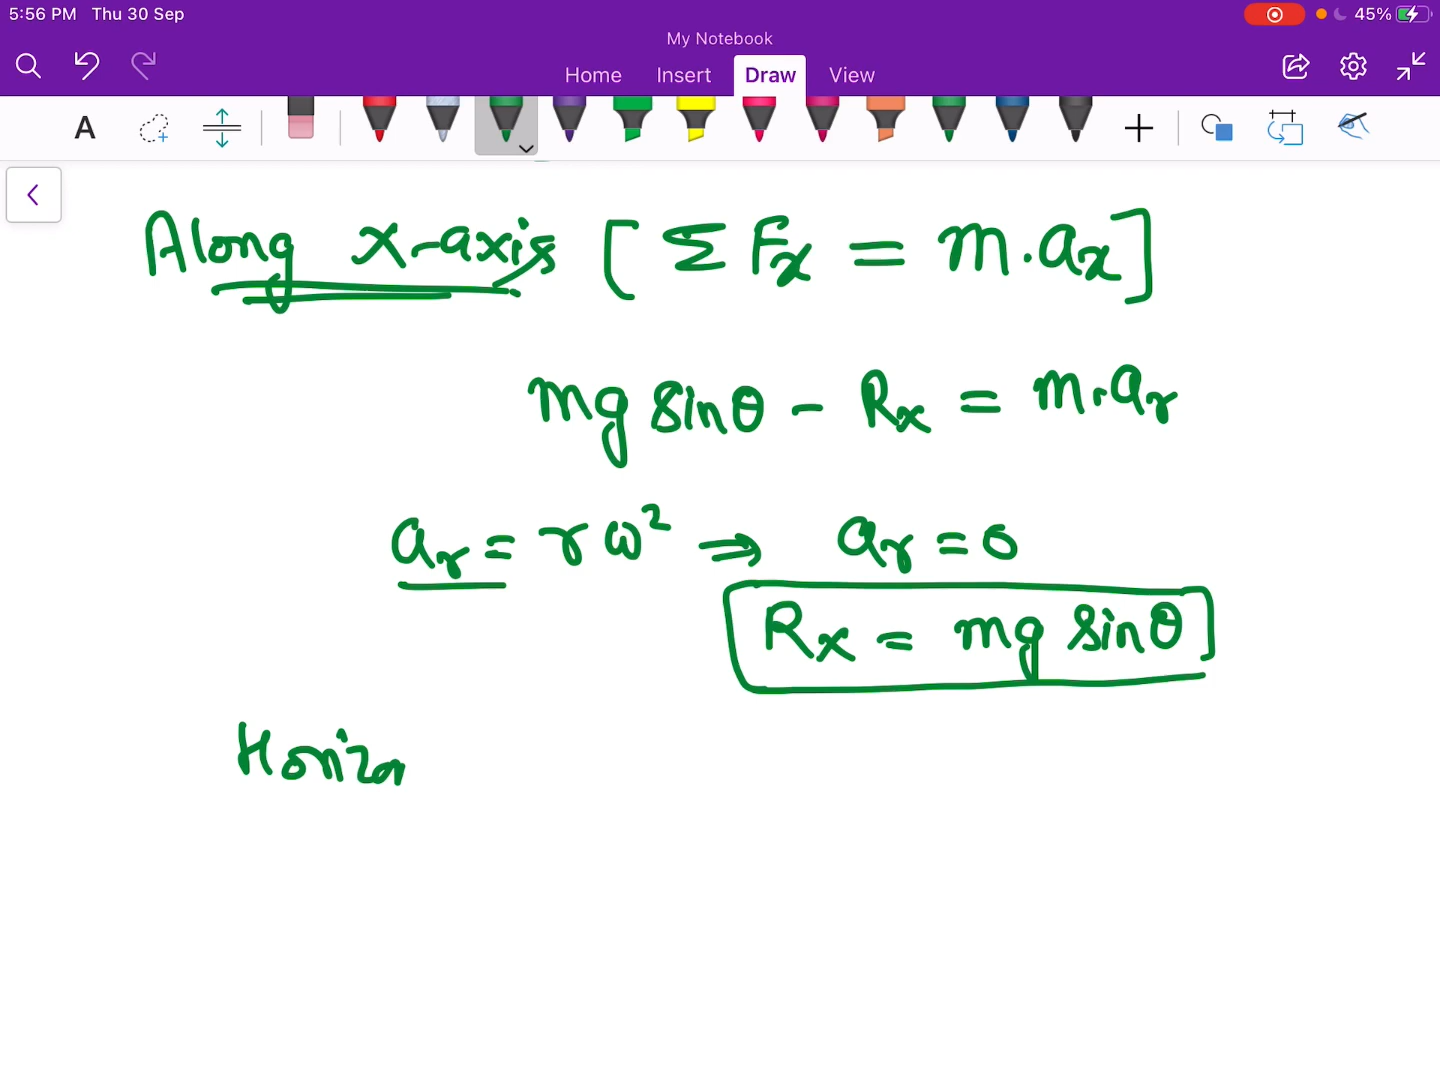 5:56 PM Thu 30 Sep
45%
My Notebook
Home Insert Draw View
A
Along x-axis [ Σ Fx = m.ax ]
mg sinθ - Rx = m.ar
ar = rω² ⇒ ar = 0
Rx = mg sinθ
Horizon